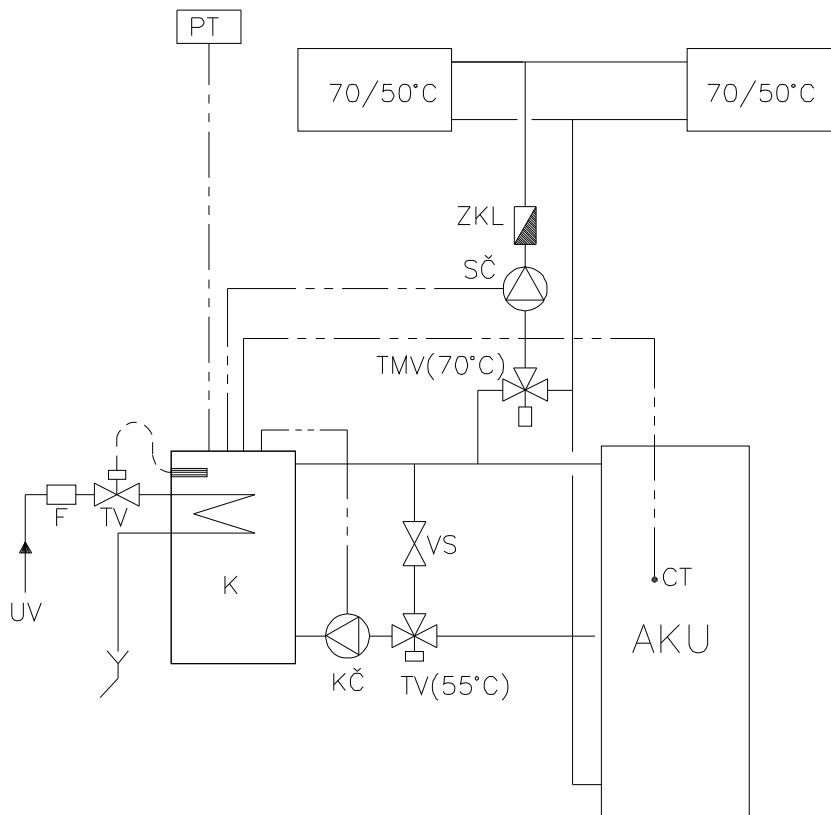 PT
70/50°C
70/50°C
ZKL
SČ
TMV(70°C)
F
TV
VS
UV
K
CT
AKU
KČ
TV(55°C)